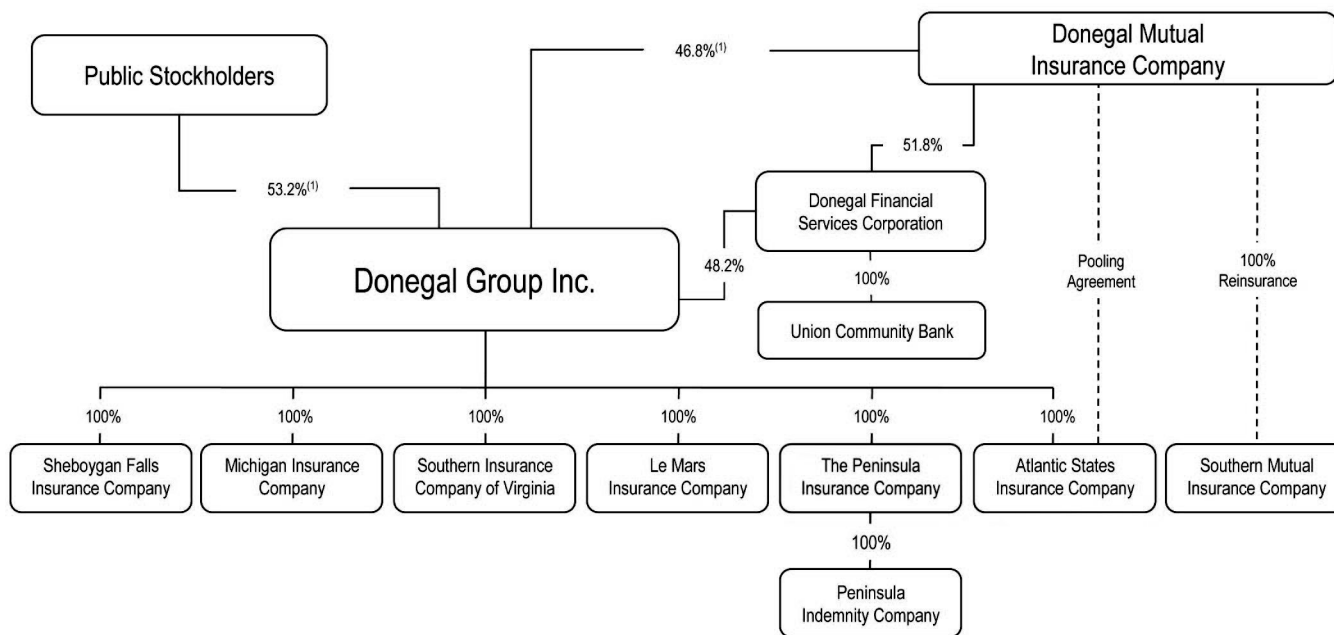 Public Stockholders
46.8%(1)
Donegal Mutual
Insurance Company
51.8%
53.2%(1)
Donegal Financial
Services Corporation
Donegal Group Inc.
48.2%
100%
Pooling
Agreement
100%
Reinsurance
Union Community Bank
100%
100%
100%
100%
100%
100%
Sheboygan Falls
Insurance Company
Michigan Insurance
Company
Southern Insurance
Company of Virginia
Le Mars
Insurance Company
The Peninsula
Insurance Company
Atlantic States
Insurance Company
Southern Mutual
Insurance Company
100%
Peninsula
Indemnity Company